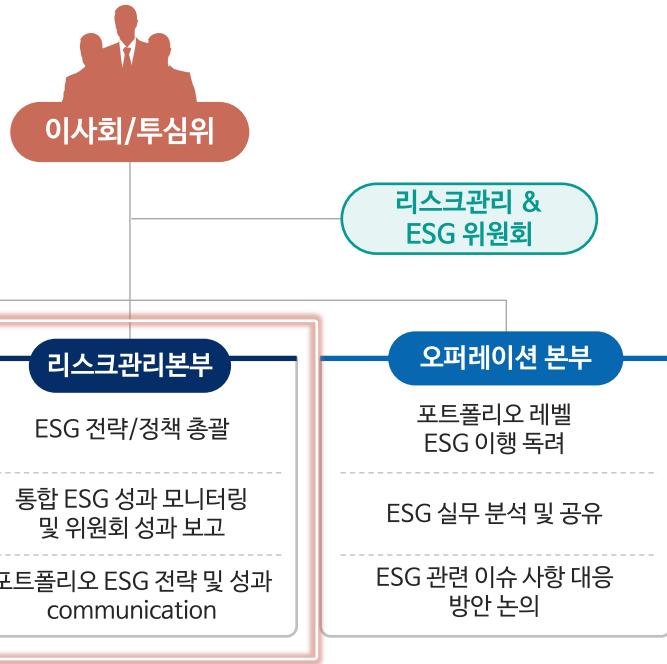 이사회/투심위
리스크관리 &
ESG 위원회
리스크관리본부
ESG 전략/정책 총괄
통합 ESG 성과 모니터링
및 위원회 성과 보고
포트폴리오 ESG 전략 및 성과
communication
오퍼레이션 본부
포트폴리오 레벨
ESG 이행 독려
ESG 실무 분석 및 공유
ESG 관련 이슈 사항 대응
방안 논의